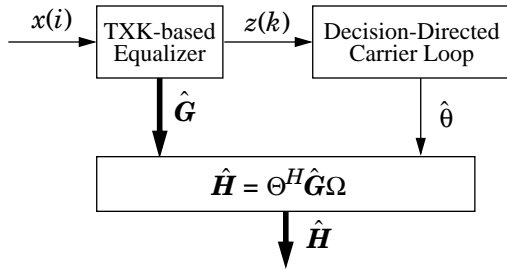 x(i)
TXK-based
Equalizer
z(k)
Decision-Directed
Carrier Loop
Ĝ
θ̂
Ĥ = Θ^H ĜΩ
Ĥ